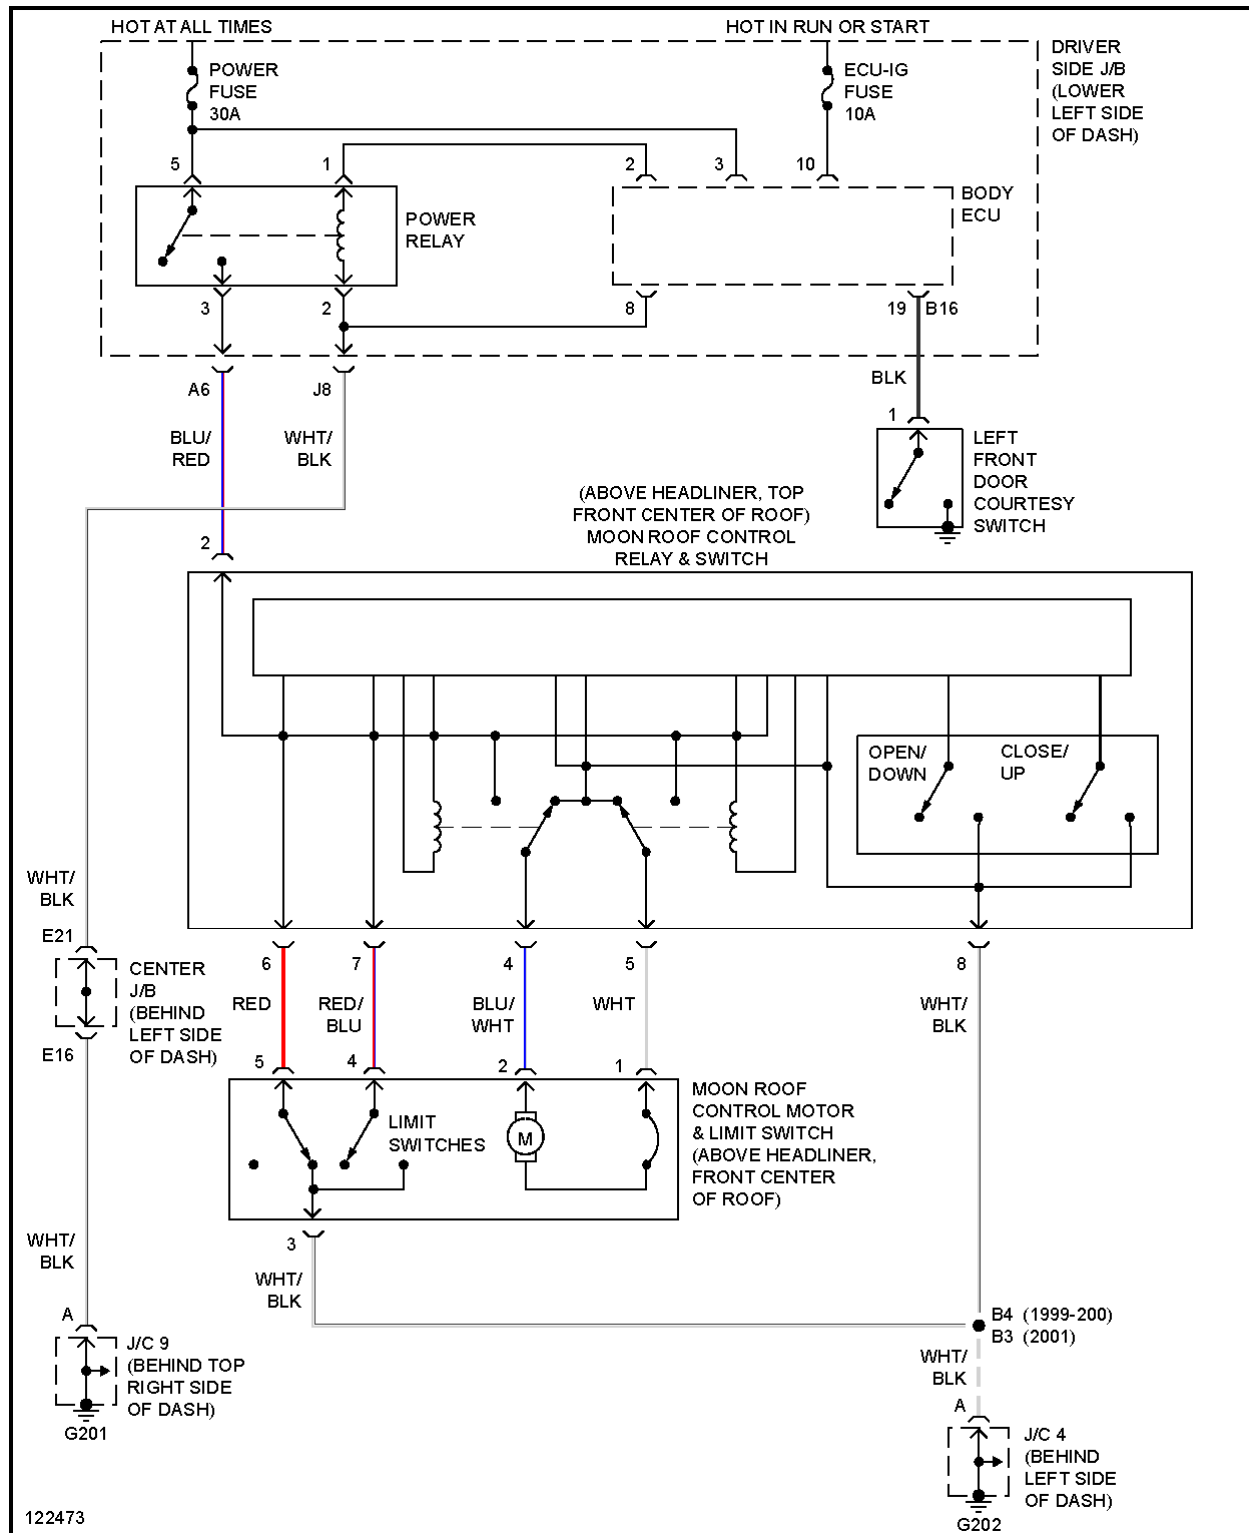 HOT AT ALL TIMES
HOT IN RUN OR START
POWER
FUSE
30A
ECU-IG
FUSE
10A
DRIVER
SIDE J/B
(LOWER
LEFT SIDE
OF DASH)
5
1
2
3
10
POWER
RELAY
BODY
ECU
3
2
8
19
B16
A6
J8
BLK
1
BLU/
RED
WHT/
BLK
LEFT
FRONT
DOOR
COURTESY
SWITCH
(ABOVE HEADLINER, TOP
FRONT CENTER OF ROOF)
MOON ROOF CONTROL
RELAY & SWITCH
2
OPEN/
DOWN
CLOSE/
UP
WHT/
BLK
E21
CENTER
J/B
(BEHIND
LEFT SIDE
OF DASH)
E16
6
7
4
5
8
RED
RED/
BLU
BLU/
WHT
WHT
WHT/
BLK
5
4
2
1
LIMIT
SWITCHES
M
MOON ROOF
CONTROL MOTOR
& LIMIT SWITCH
(ABOVE HEADLINER,
FRONT CENTER
OF ROOF)
3
WHT/
BLK
WHT/
BLK
A
J/C 9
(BEHIND TOP
RIGHT SIDE
OF DASH)
G201
B4 (1999-200)
B3 (2001)
WHT/
BLK
A
J/C 4
(BEHIND
LEFT SIDE
OF DASH)
G202
122473